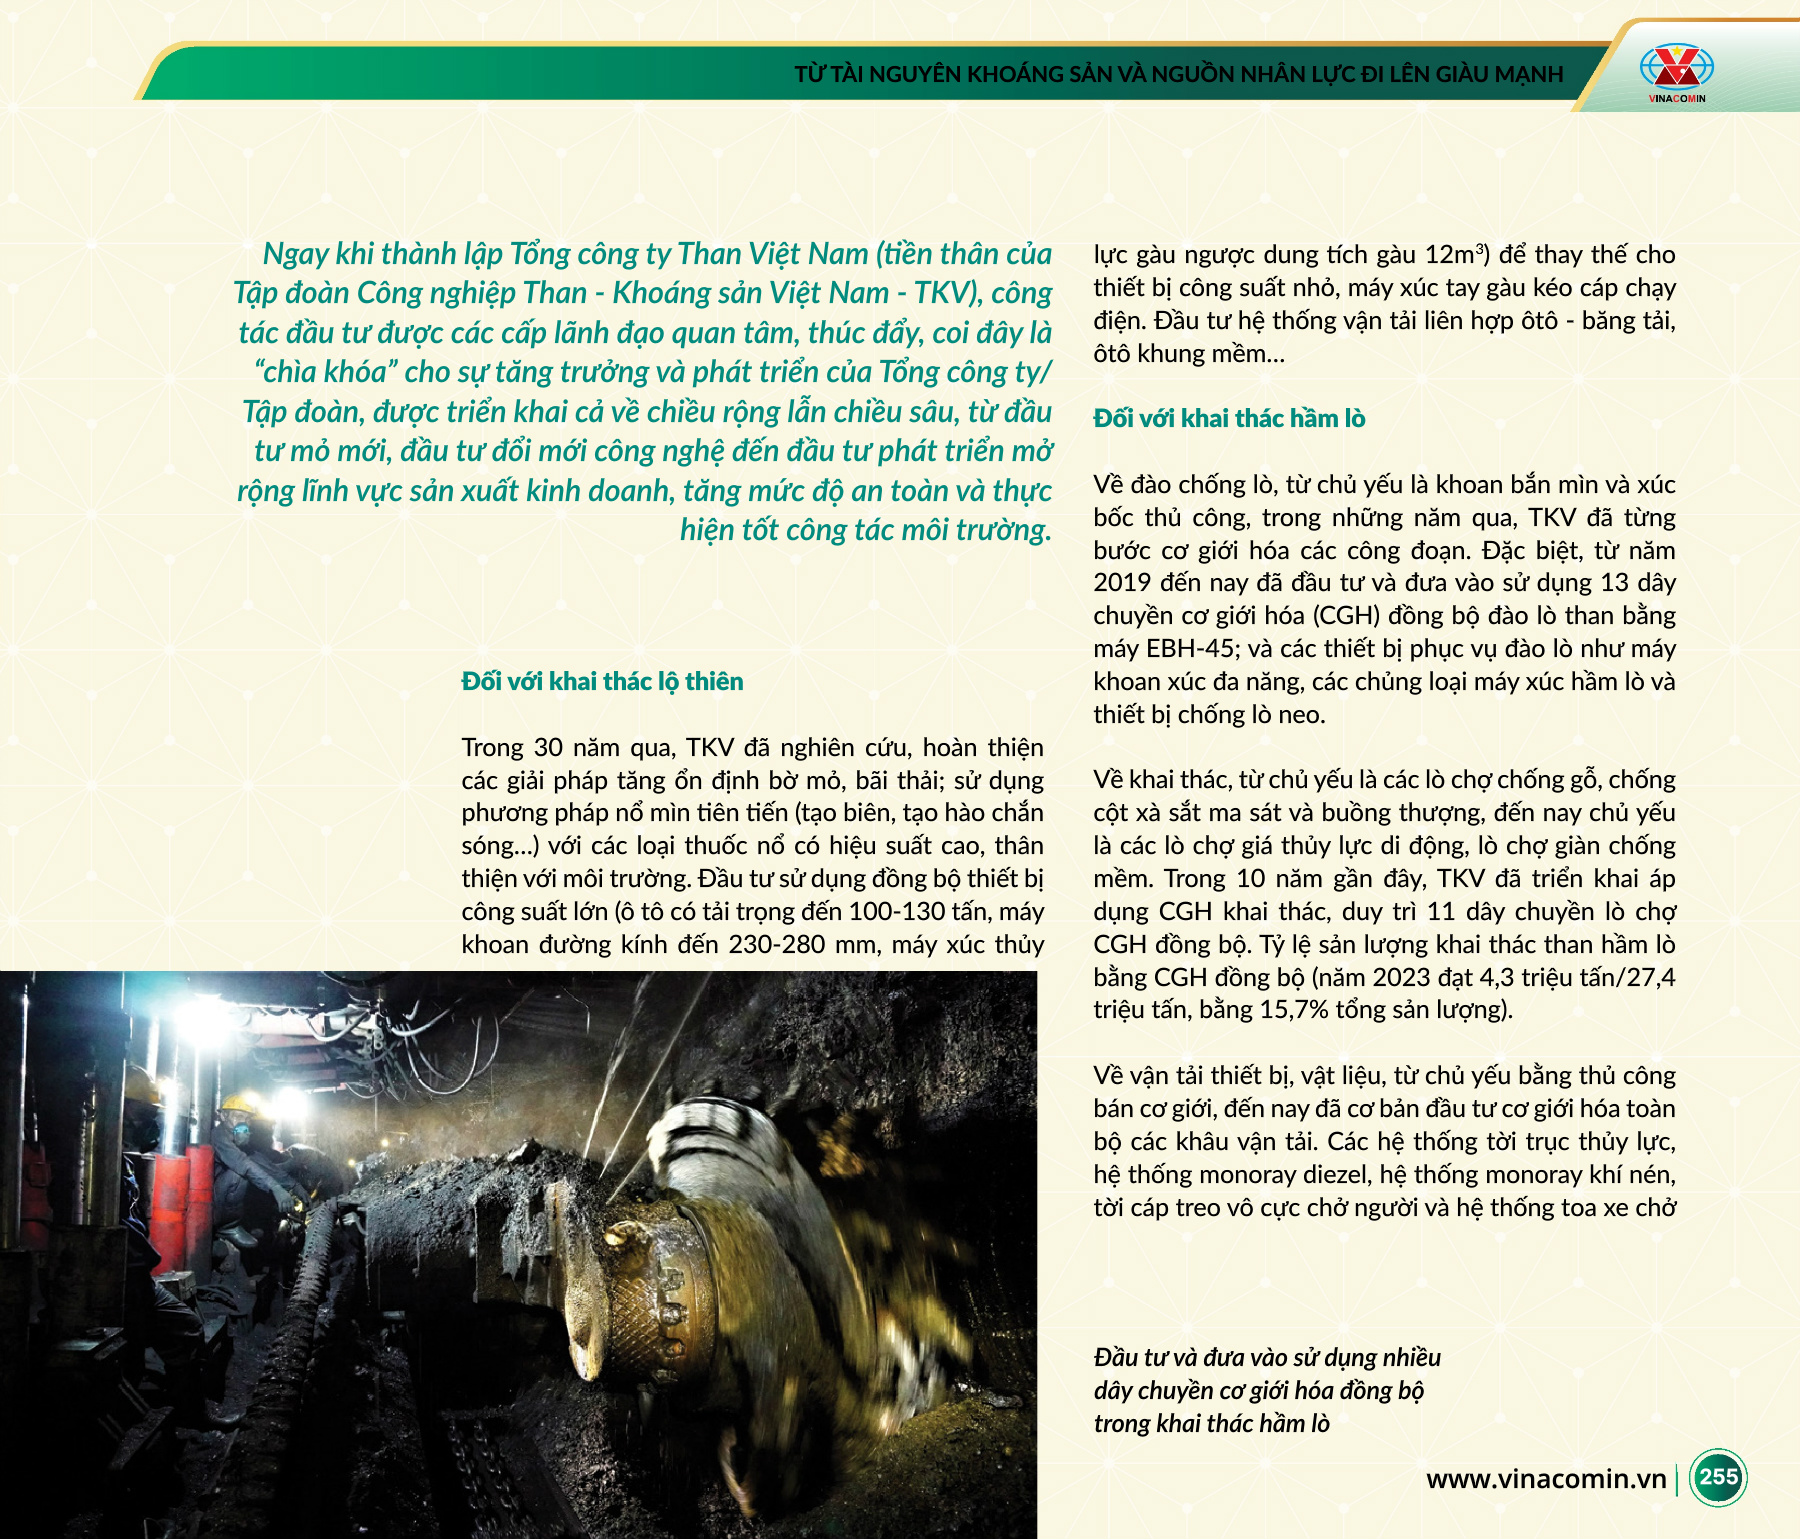 TỪ TÀI NGUYÊN KHOÁNG SẢN VÀ NGUỒN NHÂN LỰC ĐI LÊN GIÀU MẠNH
VINACOMIN
Ngay khi thành lập Tổng công ty Than Việt Nam (tiền thân của
Tập đoàn Công nghiệp Than - Khoáng sản Việt Nam - TKV), công
tác đầu tư được các cấp lãnh đạo quan tâm, thúc đẩy, coi đây là
“chìa khóa” cho sự tăng trưởng và phát triển của Tổng công ty/
Tập đoàn, được triển khai cả về chiều rộng lẫn chiều sâu, từ đầu
tư mỏ mới, đầu tư đổi mới công nghệ đến đầu tư phát triển mở
rộng lĩnh vực sản xuất kinh doanh, tăng mức độ an toàn và thực
hiện tốt công tác môi trường.
Đối với khai thác lộ thiên
Trong 30 năm qua, TKV đã nghiên cứu, hoàn thiện
các giải pháp tăng ổn định bờ mỏ, bãi thải; sử dụng
phương pháp nổ mìn tiên tiến (tạo biên, tạo hào chắn
sóng...) với các loại thuốc nổ có hiệu suất cao, thân
thiện với môi trường. Đầu tư sử dụng đồng bộ thiết bị
công suất lớn (ô tô có tải trọng đến 100-130 tấn, máy
khoan đường kính đến 230-280 mm, máy xúc thủy
lực gàu ngược dung tích gàu 12m³) để thay thế cho
thiết bị công suất nhỏ, máy xúc tay gàu kéo cáp chạy
điện. Đầu tư hệ thống vận tải liên hợp ôtô - băng tải,
ôtô khung mềm...
Đối với khai thác hầm lò
Về đào chống lò, từ chủ yếu là khoan bắn mìn và xúc
bốc thủ công, trong những năm qua, TKV đã từng
bước cơ giới hóa các công đoạn. Đặc biệt, từ năm
2019 đến nay đã đầu tư và đưa vào sử dụng 13 dây
chuyền cơ giới hóa (CGH) đồng bộ đào lò than bằng
máy EBH-45; và các thiết bị phục vụ đào lò như máy
khoan xúc đa năng, các chủng loại máy xúc hầm lò và
thiết bị chống lò neo.
Về khai thác, từ chủ yếu là các lò chợ chống gỗ, chống
cột xà sắt ma sát và buồng thượng, đến nay chủ yếu
là các lò chợ giá thủy lực di động, lò chợ giàn chống
mềm. Trong 10 năm gần đây, TKV đã triển khai áp
dụng CGH khai thác, duy trì 11 dây chuyền lò chợ
CGH đồng bộ. Tỷ lệ sản lượng khai thác than hầm lò
bằng CGH đồng bộ (năm 2023 đạt 4,3 triệu tấn/27,4
triệu tấn, bằng 15,7% tổng sản lượng).
Về vận tải thiết bị, vật liệu, từ chủ yếu bằng thủ công
bán cơ giới, đến nay đã cơ bản đầu tư cơ giới hóa toàn
bộ các khâu vận tải. Các hệ thống tời trục thủy lực,
hệ thống monoray diezel, hệ thống monoray khí nén,
tời cáp treo vô cực chở người và hệ thống toa xe chở
Đầu tư và đưa vào sử dụng nhiều
dây chuyền cơ giới hóa đồng bộ
trong khai thác hầm lò
www.vinacomin.vn
255